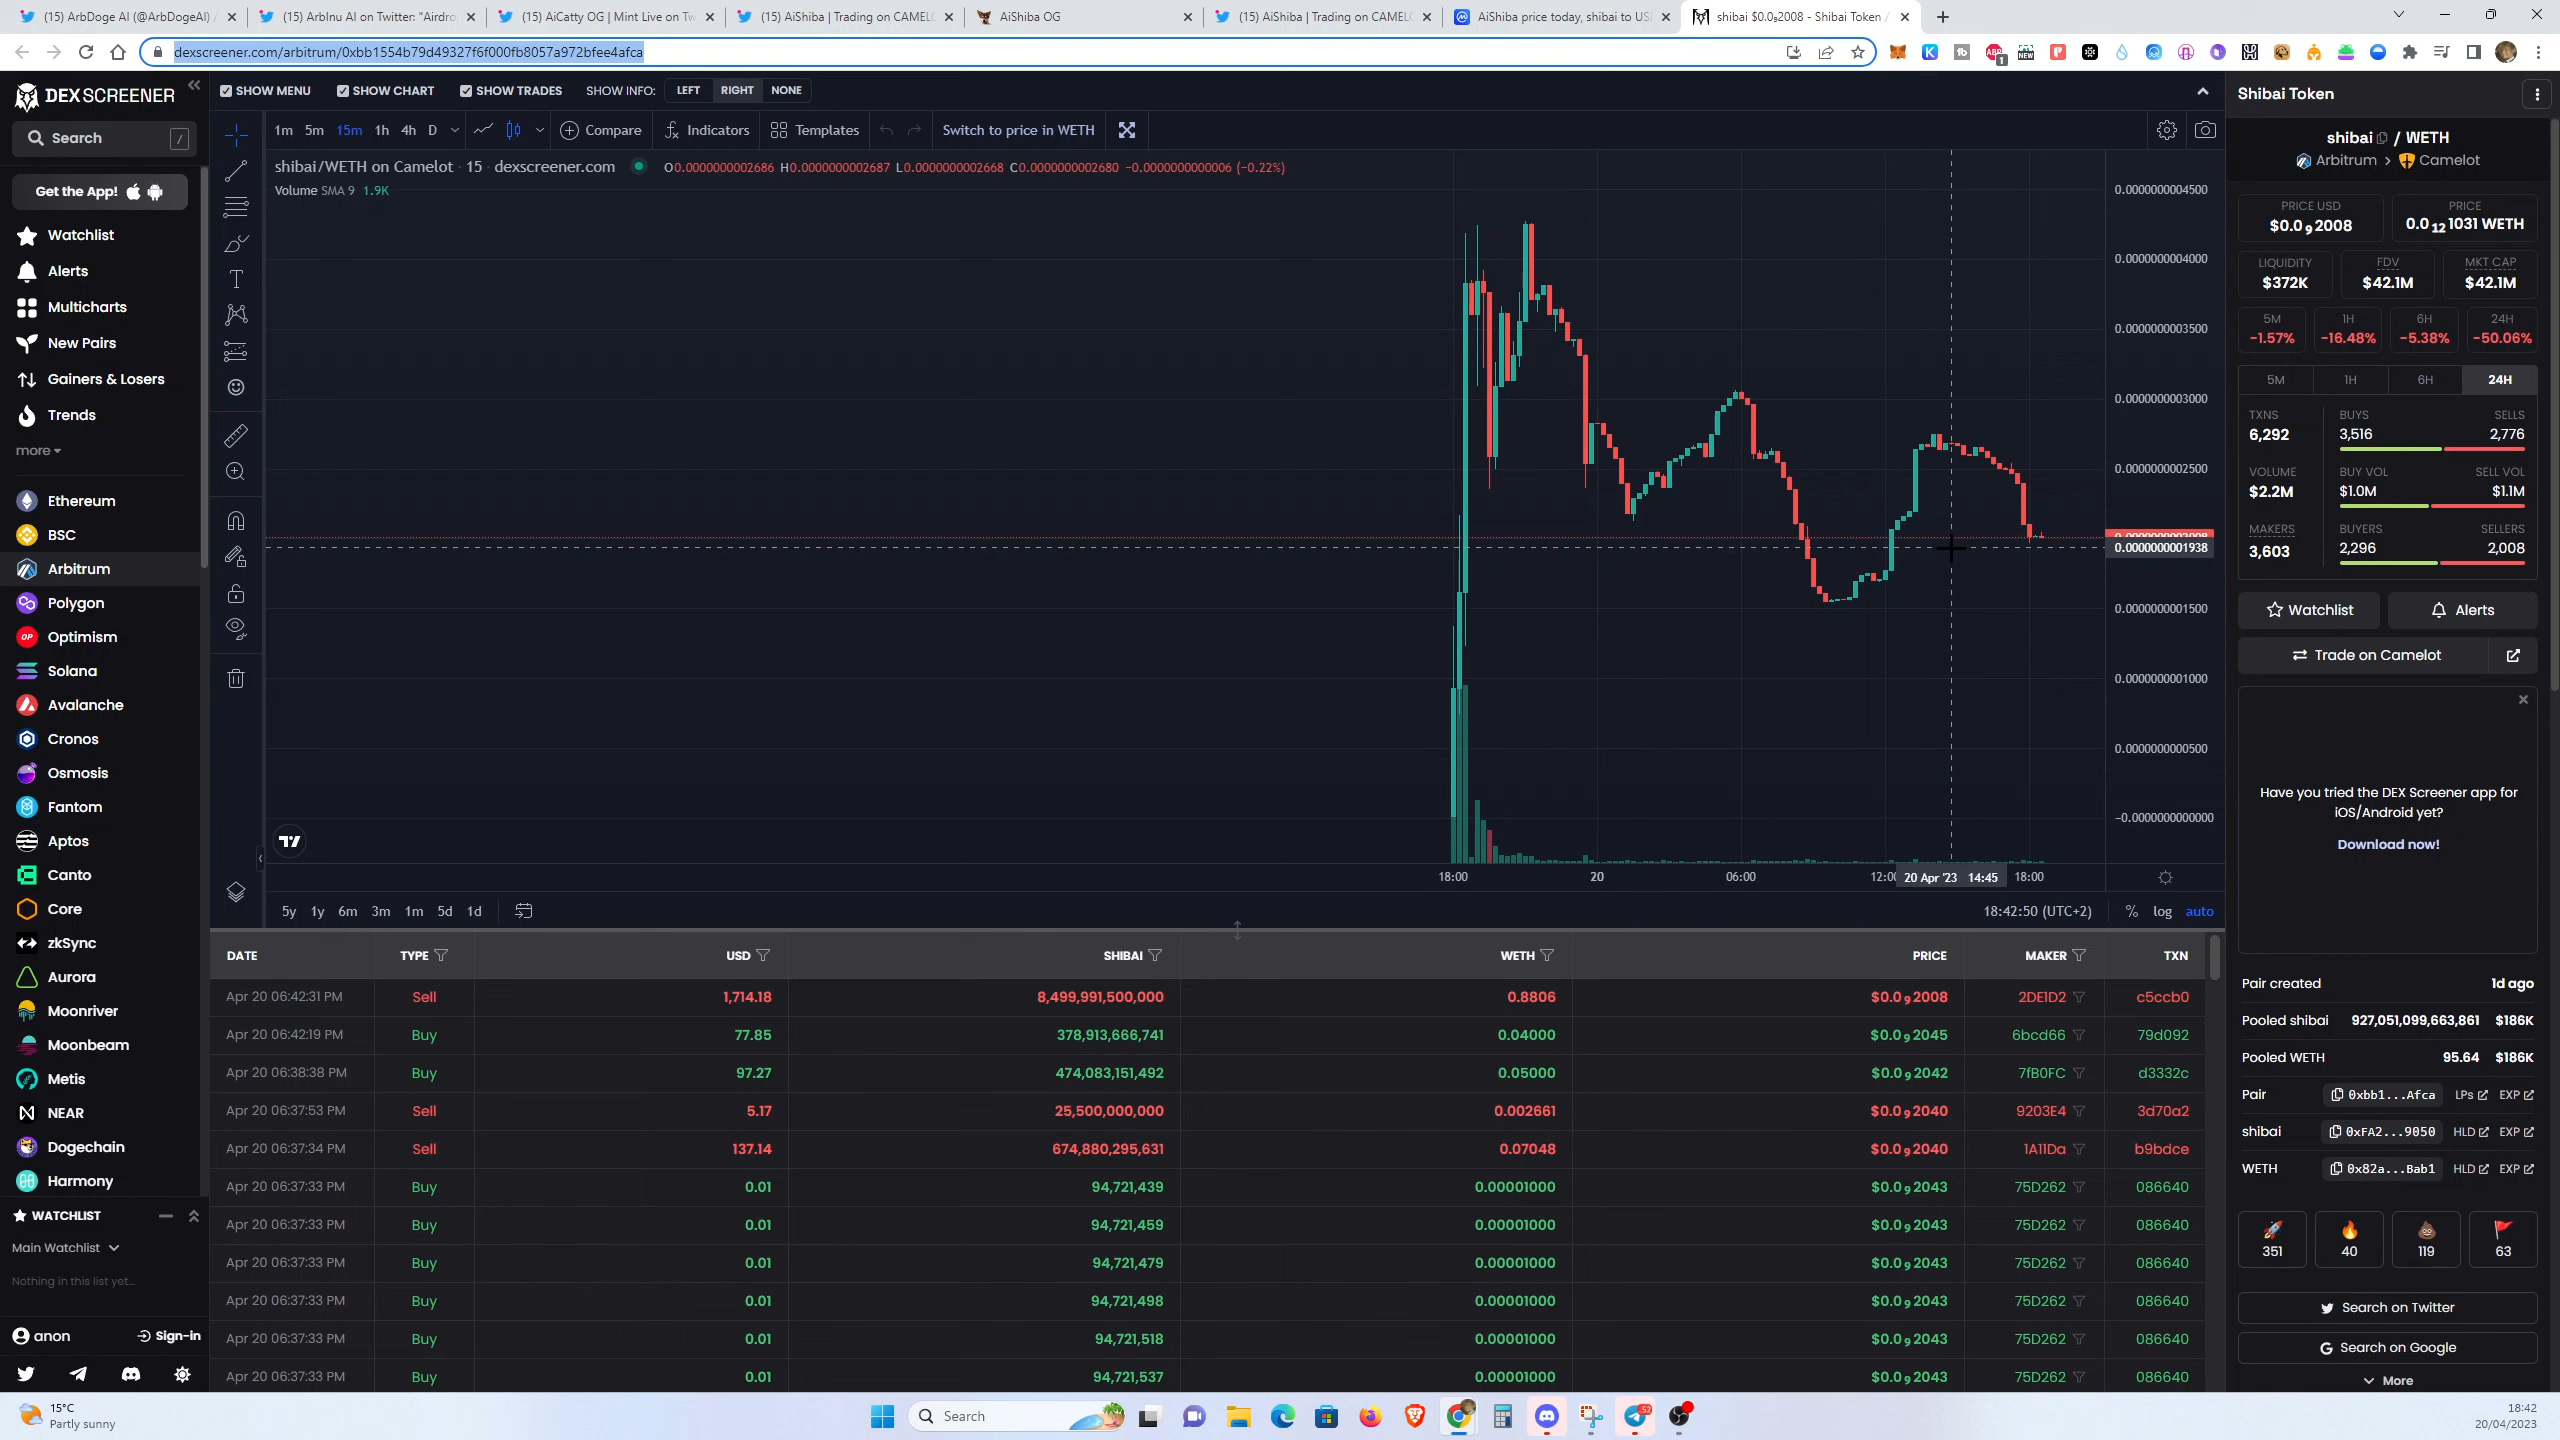 (15) ArbDoge AI (@ArbDogeAI) /
(15) ArbInu AI on Twitter: "Airdro
(15) AiCatty OG | Mint Live on Tw
(15) AiShiba | Trading on CAMELO
AiShiba OG
(15) AiShiba | Trading on CAMELO
AiShiba price today, shibai to US
shibai $0.0₉2008 - Shibai Token /
dexscreener.com/arbitrum/0xbb1554b79d49327f6f000fb8057a972bfee4afca
DEX SCREENER
Search /
Get the App!
Watchlist
Alerts
Multicharts
New Pairs
Gainers & Losers
Trends
more
Ethereum
BSC
Arbitrum
Polygon
Optimism
Solana
Avalanche
Cronos
Osmosis
Fantom
Aptos
Canto
Core
zkSync
Aurora
Moonriver
Moonbeam
Metis
NEAR
Dogechain
Harmony
WATCHLIST
Main Watchlist
Nothing in this list yet...
anon Sign-in
SHOW MENU SHOW CHART SHOW TRADES SHOW INFO: LEFT RIGHT NONE
1m 5m 15m 1h 4h D Compare Indicators Templates Switch to price in WETH
shibai/WETH on Camelot · 15 · dexscreener.com O0.0000000002686 H0.0000000002687 L0.0000000002668 C0.0000000002680 −0.0000000000006 (−0.22%)
Volume SMA 9 1.9K
0.0000000004500
0.0000000004000
0.0000000003500
0.0000000003000
0.0000000002500
0.0000000001938
0.0000000001500
0.0000000001000
0.0000000000500
−0.0000000000000
18:00 20 06:00 12:00 20 Apr '23 14:45 18:00
5y 1y 6m 3m 1m 5d 1d 18:42:50 (UTC+2) % log auto
DATE TYPE USD SHIBAI WETH PRICE MAKER TXN
Apr 20 06:42:31 PM Sell 1,714.18 8,499,991,500,000 0.8806 $0.0₉2008 2DE1D2 c5ccb0
Apr 20 06:42:19 PM Buy 77.85 378,913,666,741 0.04000 $0.0₉2045 6bcd66 79d092
Apr 20 06:38:38 PM Buy 97.27 474,083,151,492 0.05000 $0.0₉2042 7fB0FC d3332c
Apr 20 06:37:53 PM Sell 5.17 25,500,000,000 0.002661 $0.0₉2040 9203E4 3d70a2
Apr 20 06:37:34 PM Sell 137.14 674,880,295,631 0.07048 $0.0₉2040 1A11Da b9bdce
Apr 20 06:37:33 PM Buy 0.01 94,721,439 0.00001000 $0.0₉2043 75D262 086640
Apr 20 06:37:33 PM Buy 0.01 94,721,459 0.00001000 $0.0₉2043 75D262 086640
Apr 20 06:37:33 PM Buy 0.01 94,721,479 0.00001000 $0.0₉2043 75D262 086640
Apr 20 06:37:33 PM Buy 0.01 94,721,498 0.00001000 $0.0₉2043 75D262 086640
Apr 20 06:37:33 PM Buy 0.01 94,721,518 0.00001000 $0.0₉2043 75D262 086640
Apr 20 06:37:33 PM Buy 0.01 94,721,537 0.00001000 $0.0₉2043 75D262 086640
Shibai Token
shibai / WETH
Arbitrum > Camelot
PRICE USD PRICE
$0.0₉2008 0.0₁₂1031 WETH
LIQUIDITY FDV MKT CAP
$372K $42.1M $42.1M
5M 1H 6H 24H
-1.57% -16.48% -5.38% -50.06%
5M 1H 6H 24H
TXNS BUYS SELLS
6,292 3,516 2,776
VOLUME BUY VOL SELL VOL
$2.2M $1.0M $1.1M
MAKERS BUYERS SELLERS
3,603 2,296 2,008
Watchlist Alerts
Trade on Camelot
Have you tried the DEX Screener app for
iOS/Android yet?
Download now!
Pair created 1d ago
Pooled shibai 927,051,099,663,861 $186K
Pooled WETH 95.64 $186K
Pair 0xbb1...Afca LPs EXP
shibai 0xFA2...9050 HLD EXP
WETH 0x82a...Bab1 HLD EXP
351 40 119 63
Search on Twitter
Search on Google
More
15°C
Partly sunny
Search
18:42
20/04/2023